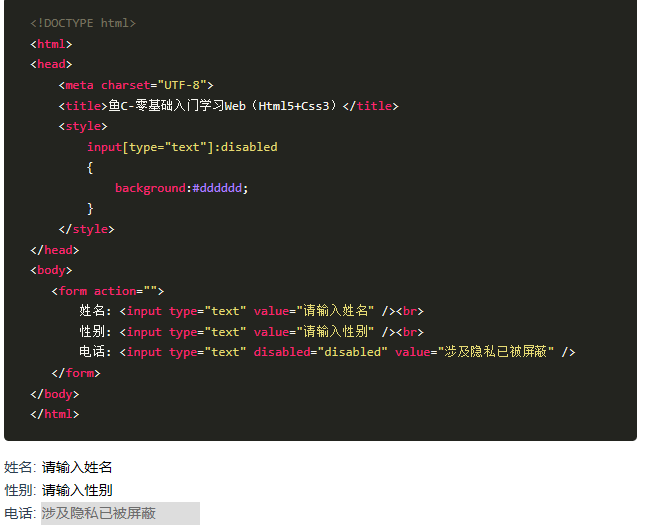 <!DOCTYPE html>
<html>
<head>
    <meta charset="UTF-8">
    <title>鱼C-零基础入门学习Web（Html5+Css3）</title>
    <style>
        input[type="text"]:disabled
        {
            background:#dddddd;
        }
    </style>
</head>
<body>
   <form action="">
       姓名: <input type="text" value="请输入姓名" /><br>
       性别: <input type="text" value="请输入性别" /><br>
       电话: <input type="text" disabled="disabled" value="涉及隐私已被屏蔽" />
   </form>
</body>
</html>
姓名: 请输入姓名
性别: 请输入性别
电话: 涉及隐私已被屏蔽